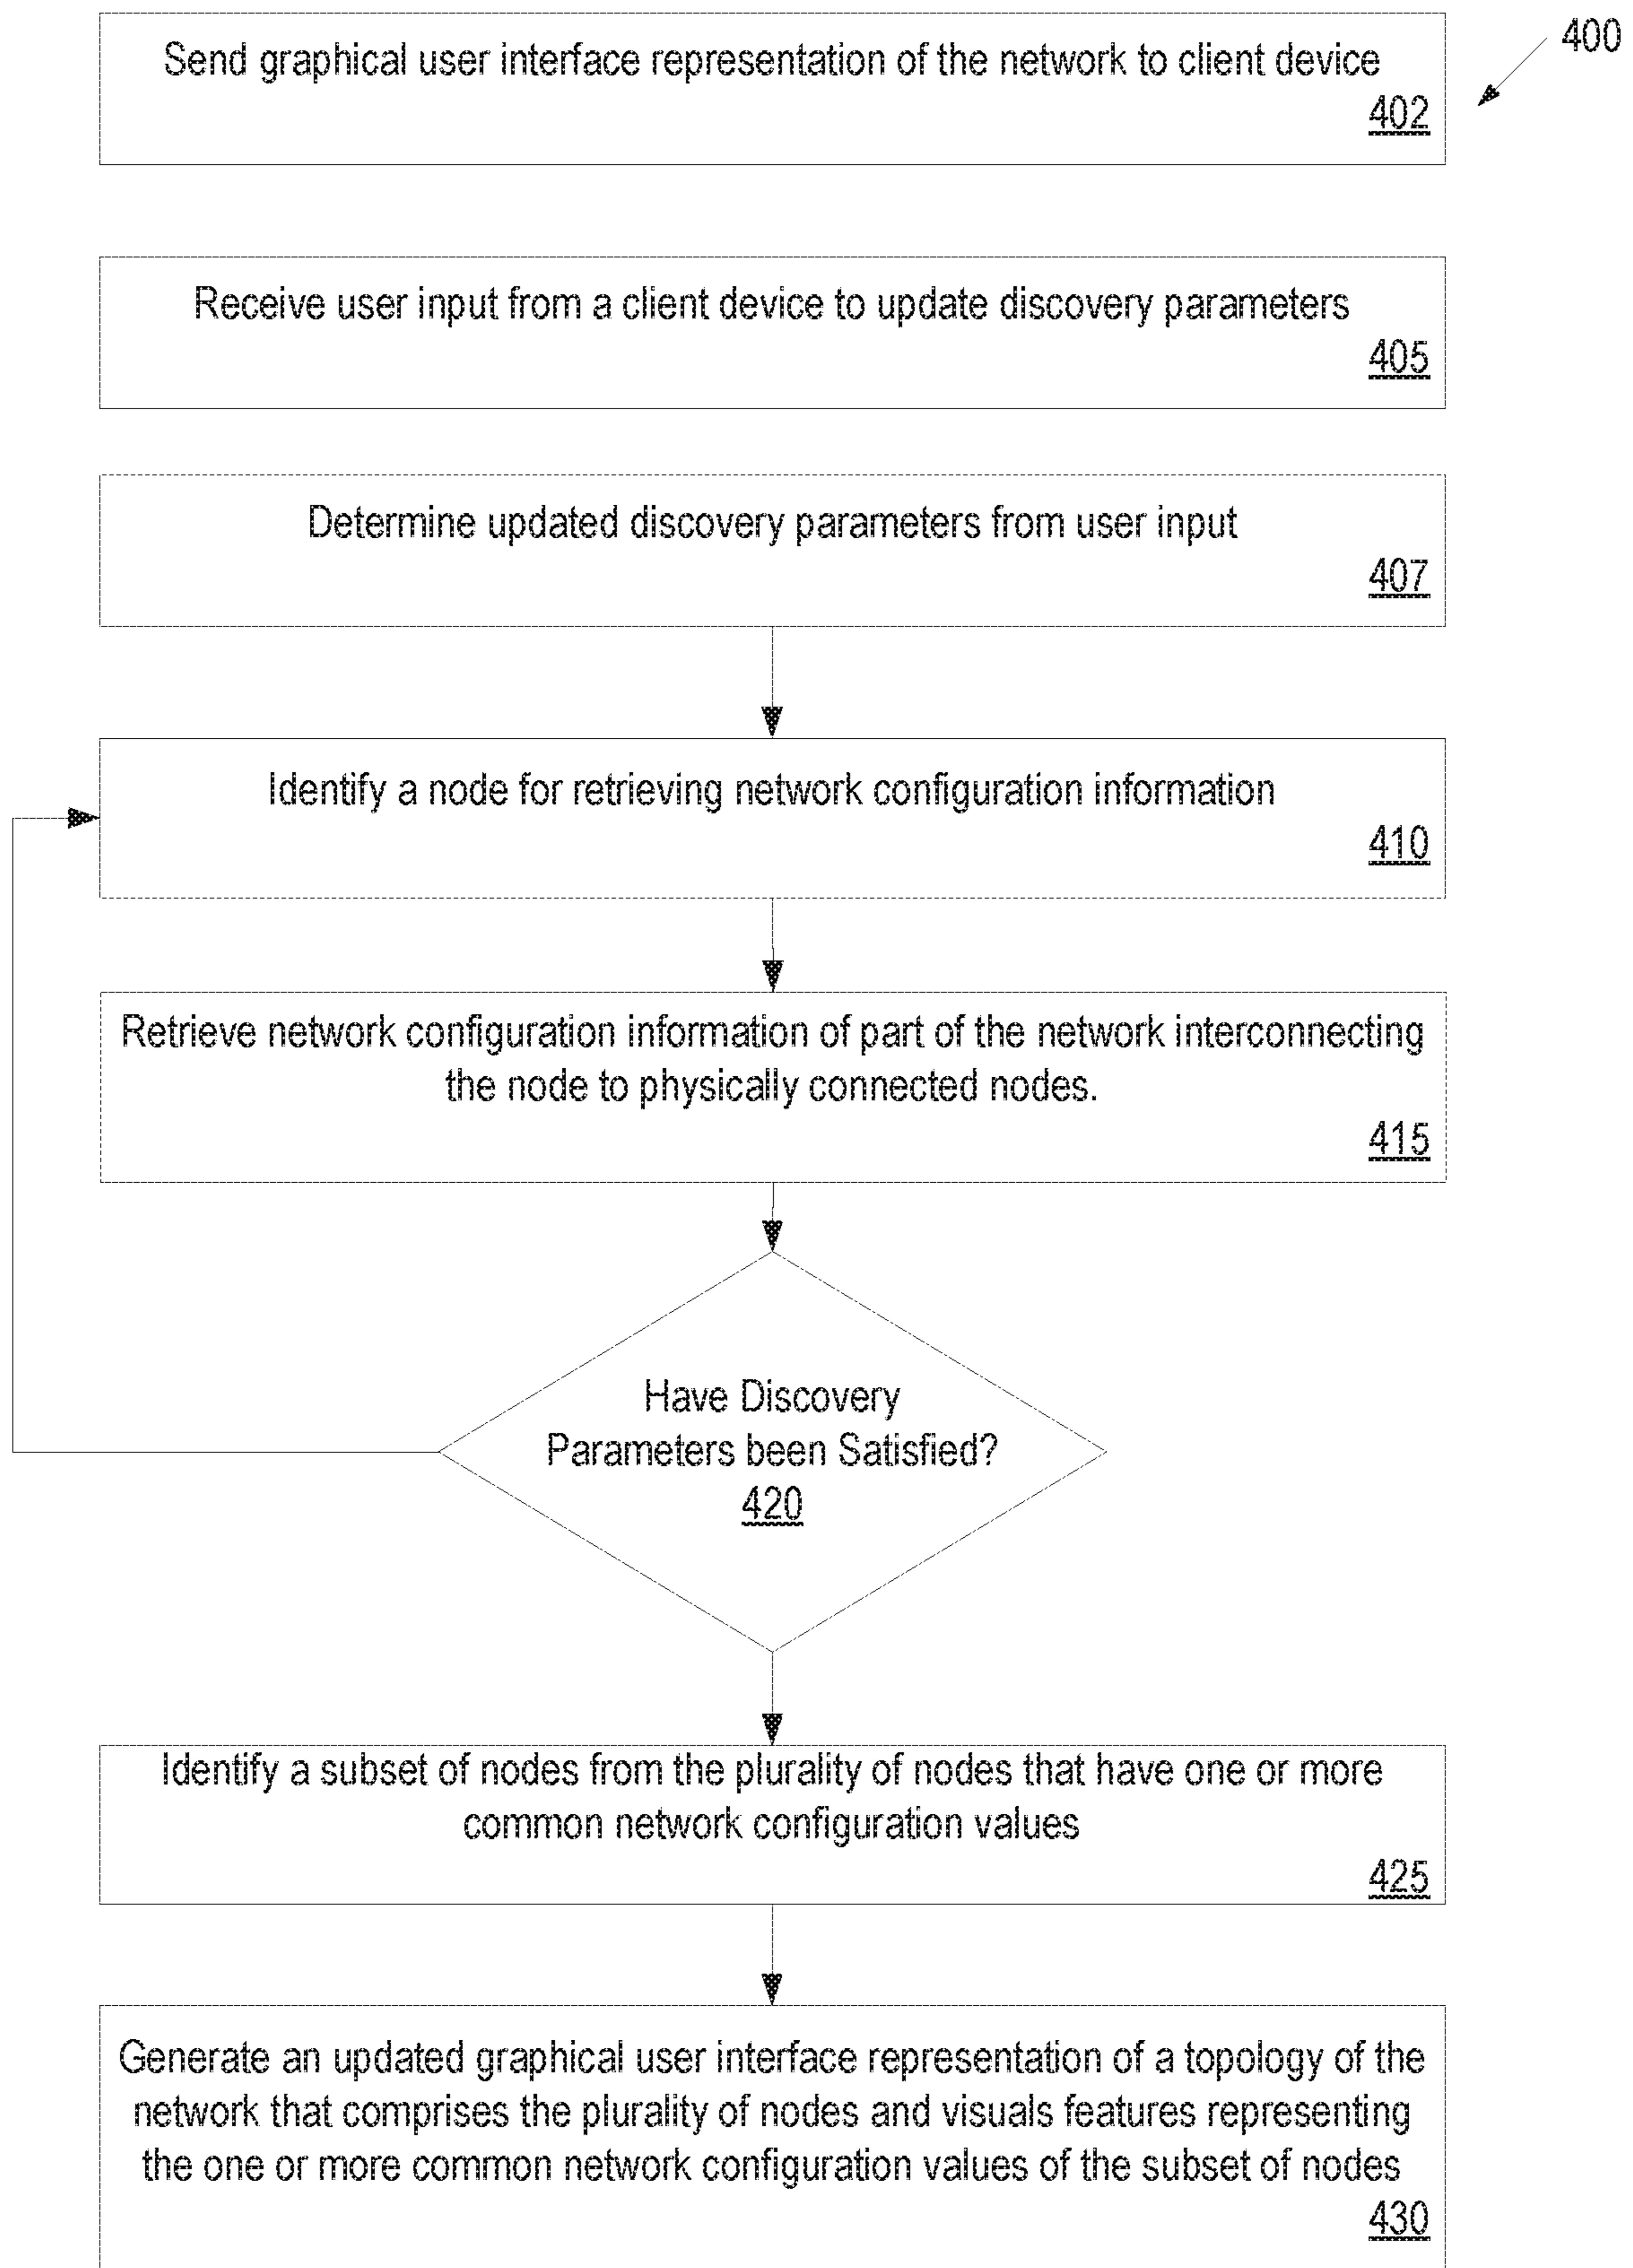 400
Send graphical user interface representation of the network to client device
402
Receive user input from a client device to update discovery parameters
405
Determine updated discovery parameters from user input
407
Identify a node for retrieving network configuration information
410
Retrieve network configuration information of part of the network interconnecting
the node to physically connected nodes.
415
Have Discovery
Parameters been Satisfied?
420
Identify a subset of nodes from the plurality of nodes that have one or more
common network configuration values
425
Generate an updated graphical user interface representation of a topology of the
network that comprises the plurality of nodes and visuals features representing
the one or more common network configuration values of the subset of nodes
430